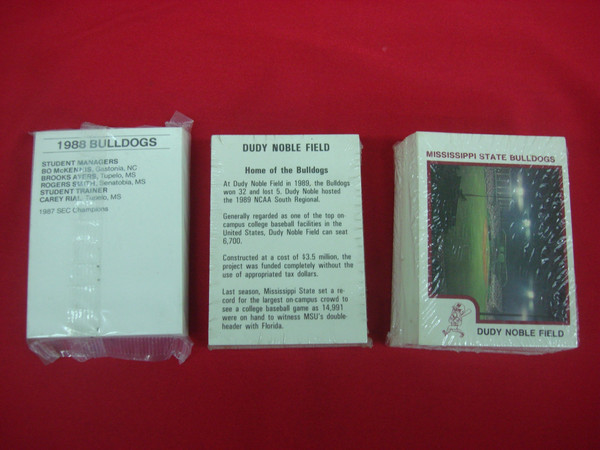 1988 BULLDOGS
STUDENT MANAGERS
BO McKENNIS, Gastonia, NC
BROOKS AYERS, Tupelo, MS
ROGERS SMITH, Senatobia, MS
STUDENT TRAINER
CAREY RIAL, Tupelo, MS
1987 SEC Champions
DUDY NOBLE FIELD
Home of the Bulldogs
At Dudy Noble Field in 1989, the Bulldogs
won 32 and lost 5. Dudy Noble hosted
the 1989 NCAA South Regional.
Generally regarded as one of the top on-
campus college baseball facilities in the
United States, Dudy Noble Field can seat
6,700.
Constructed at a cost of $3.5 million, the
project was funded completely without the
use of appropriated tax dollars.
Last season, Mississippi State set a re-
cord for the largest on-campus crowd to
see a college baseball game as 14,991
were on hand to witness MSU's double-
header with Florida.
MISSISSIPPI STATE BULLDOGS
DUDY NOBLE FIELD